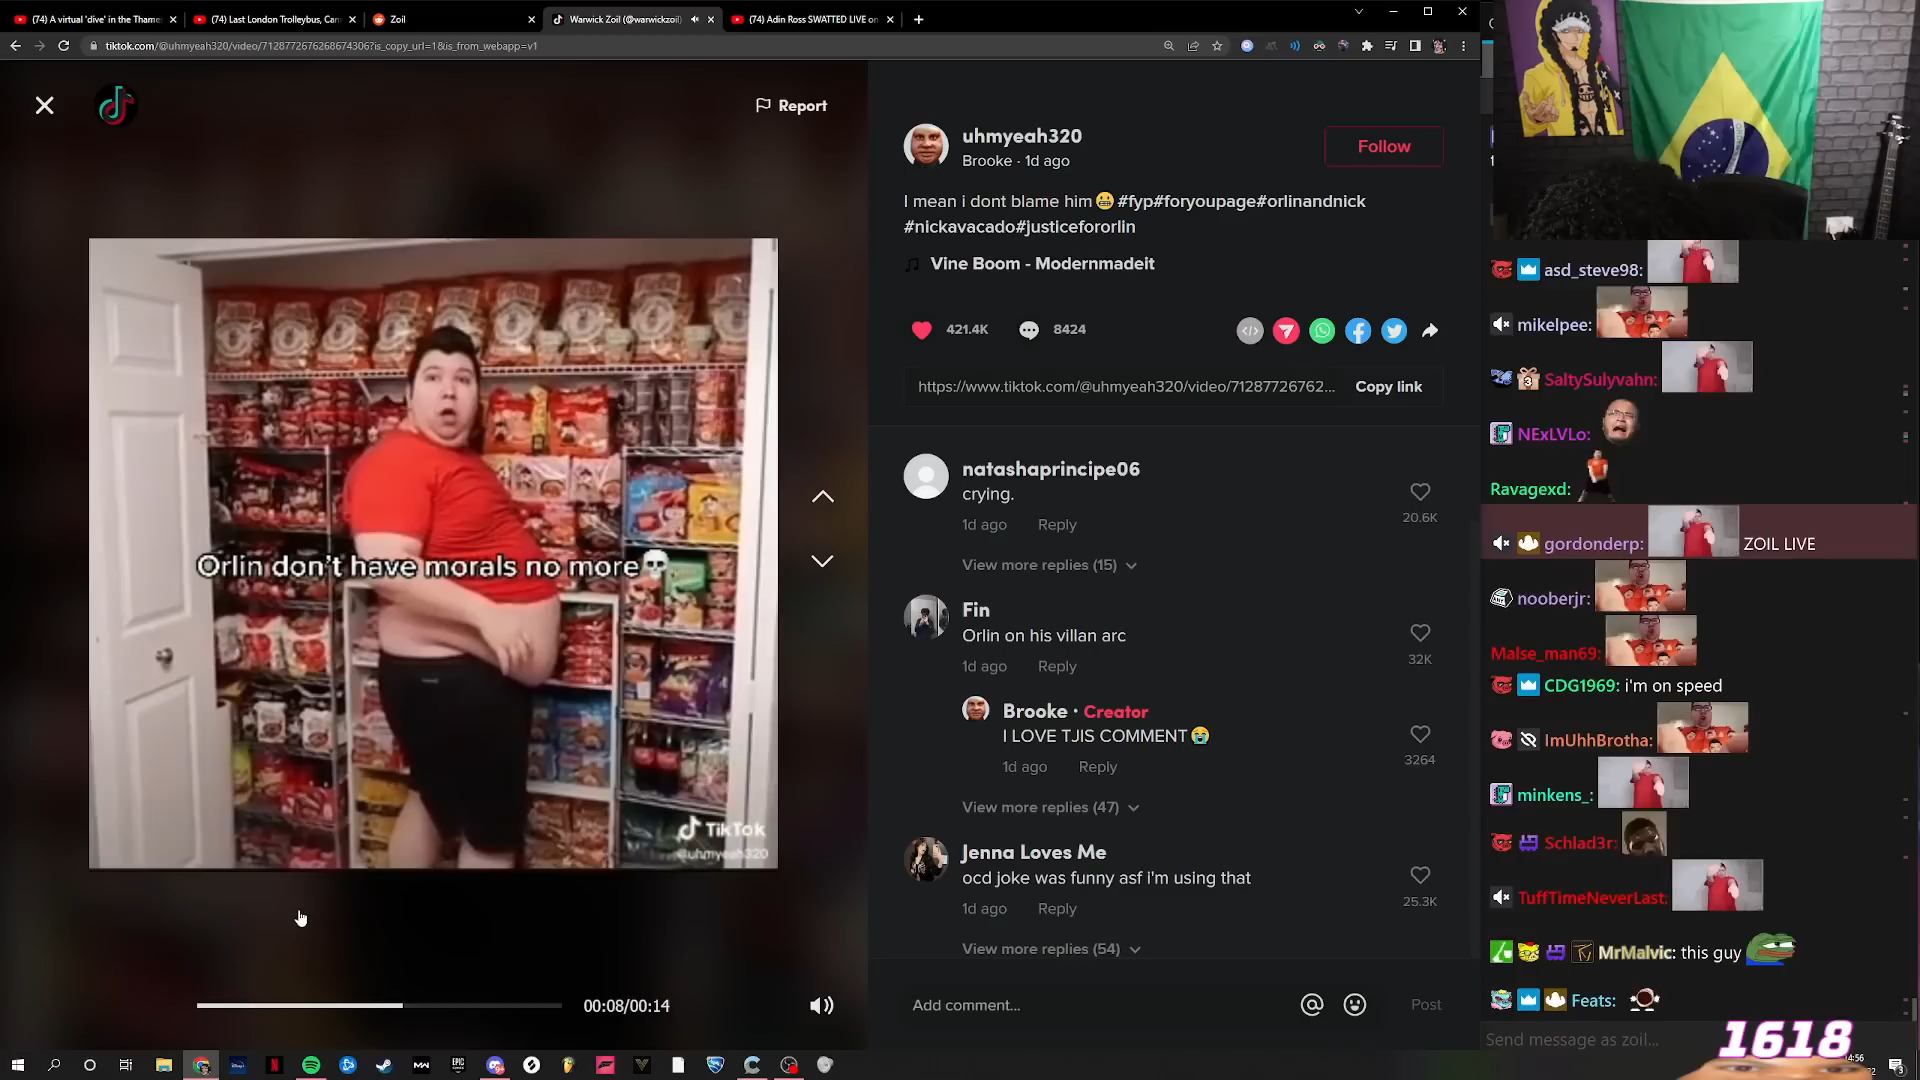 (74) A virtual 'dive' in the Thame
(74) Last London Trolleybus, Can
Zoil
Warwick Zoil (@warwickzoil)
(74) Adin Ross SWATTED LIVE on
tiktok.com/@uhmyeah320/video/7128772676268674306?is_copy_url=1&is_from_webapp=v1
Report
Orlin don't have morals no more💀
TikTok
@uhmyeah320
00:08/00:14
uhmyeah320
Brooke · 1d ago
Follow
I mean i dont blame him😬#fyp#foryoupage#orlinandnick
#nickavacado#justicefororlin
Vine Boom - Modernmadeit
421.4K
8424
https://www.tiktok.com/@uhmyeah320/video/71287726762...
Copy link
natashaprincipe06
crying.
1d ago Reply
20.6K
View more replies (15)
Fin
Orlin on his villan arc
1d ago Reply
32K
Brooke · Creator
I LOVE TJIS COMMENT😭
1d ago Reply
3264
View more replies (47)
Jenna Loves Me
ocd joke was funny asf i'm using that
1d ago Reply
25.3K
View more replies (54)
Add comment...
Post
asd_steve98:
mikelpee:
SaltySulyvahn:
NExLVLo:
Ravagexd:
gordonderp: ZOIL LIVE
nooberjr:
Malse_man69:
CDG1969: i'm on speed
ImUhhBrotha:
minkens_:
Schlad3r:
TuffTimeNeverLast:
MrMalvic: this guy
Feats:
Send message as zoil...
1618